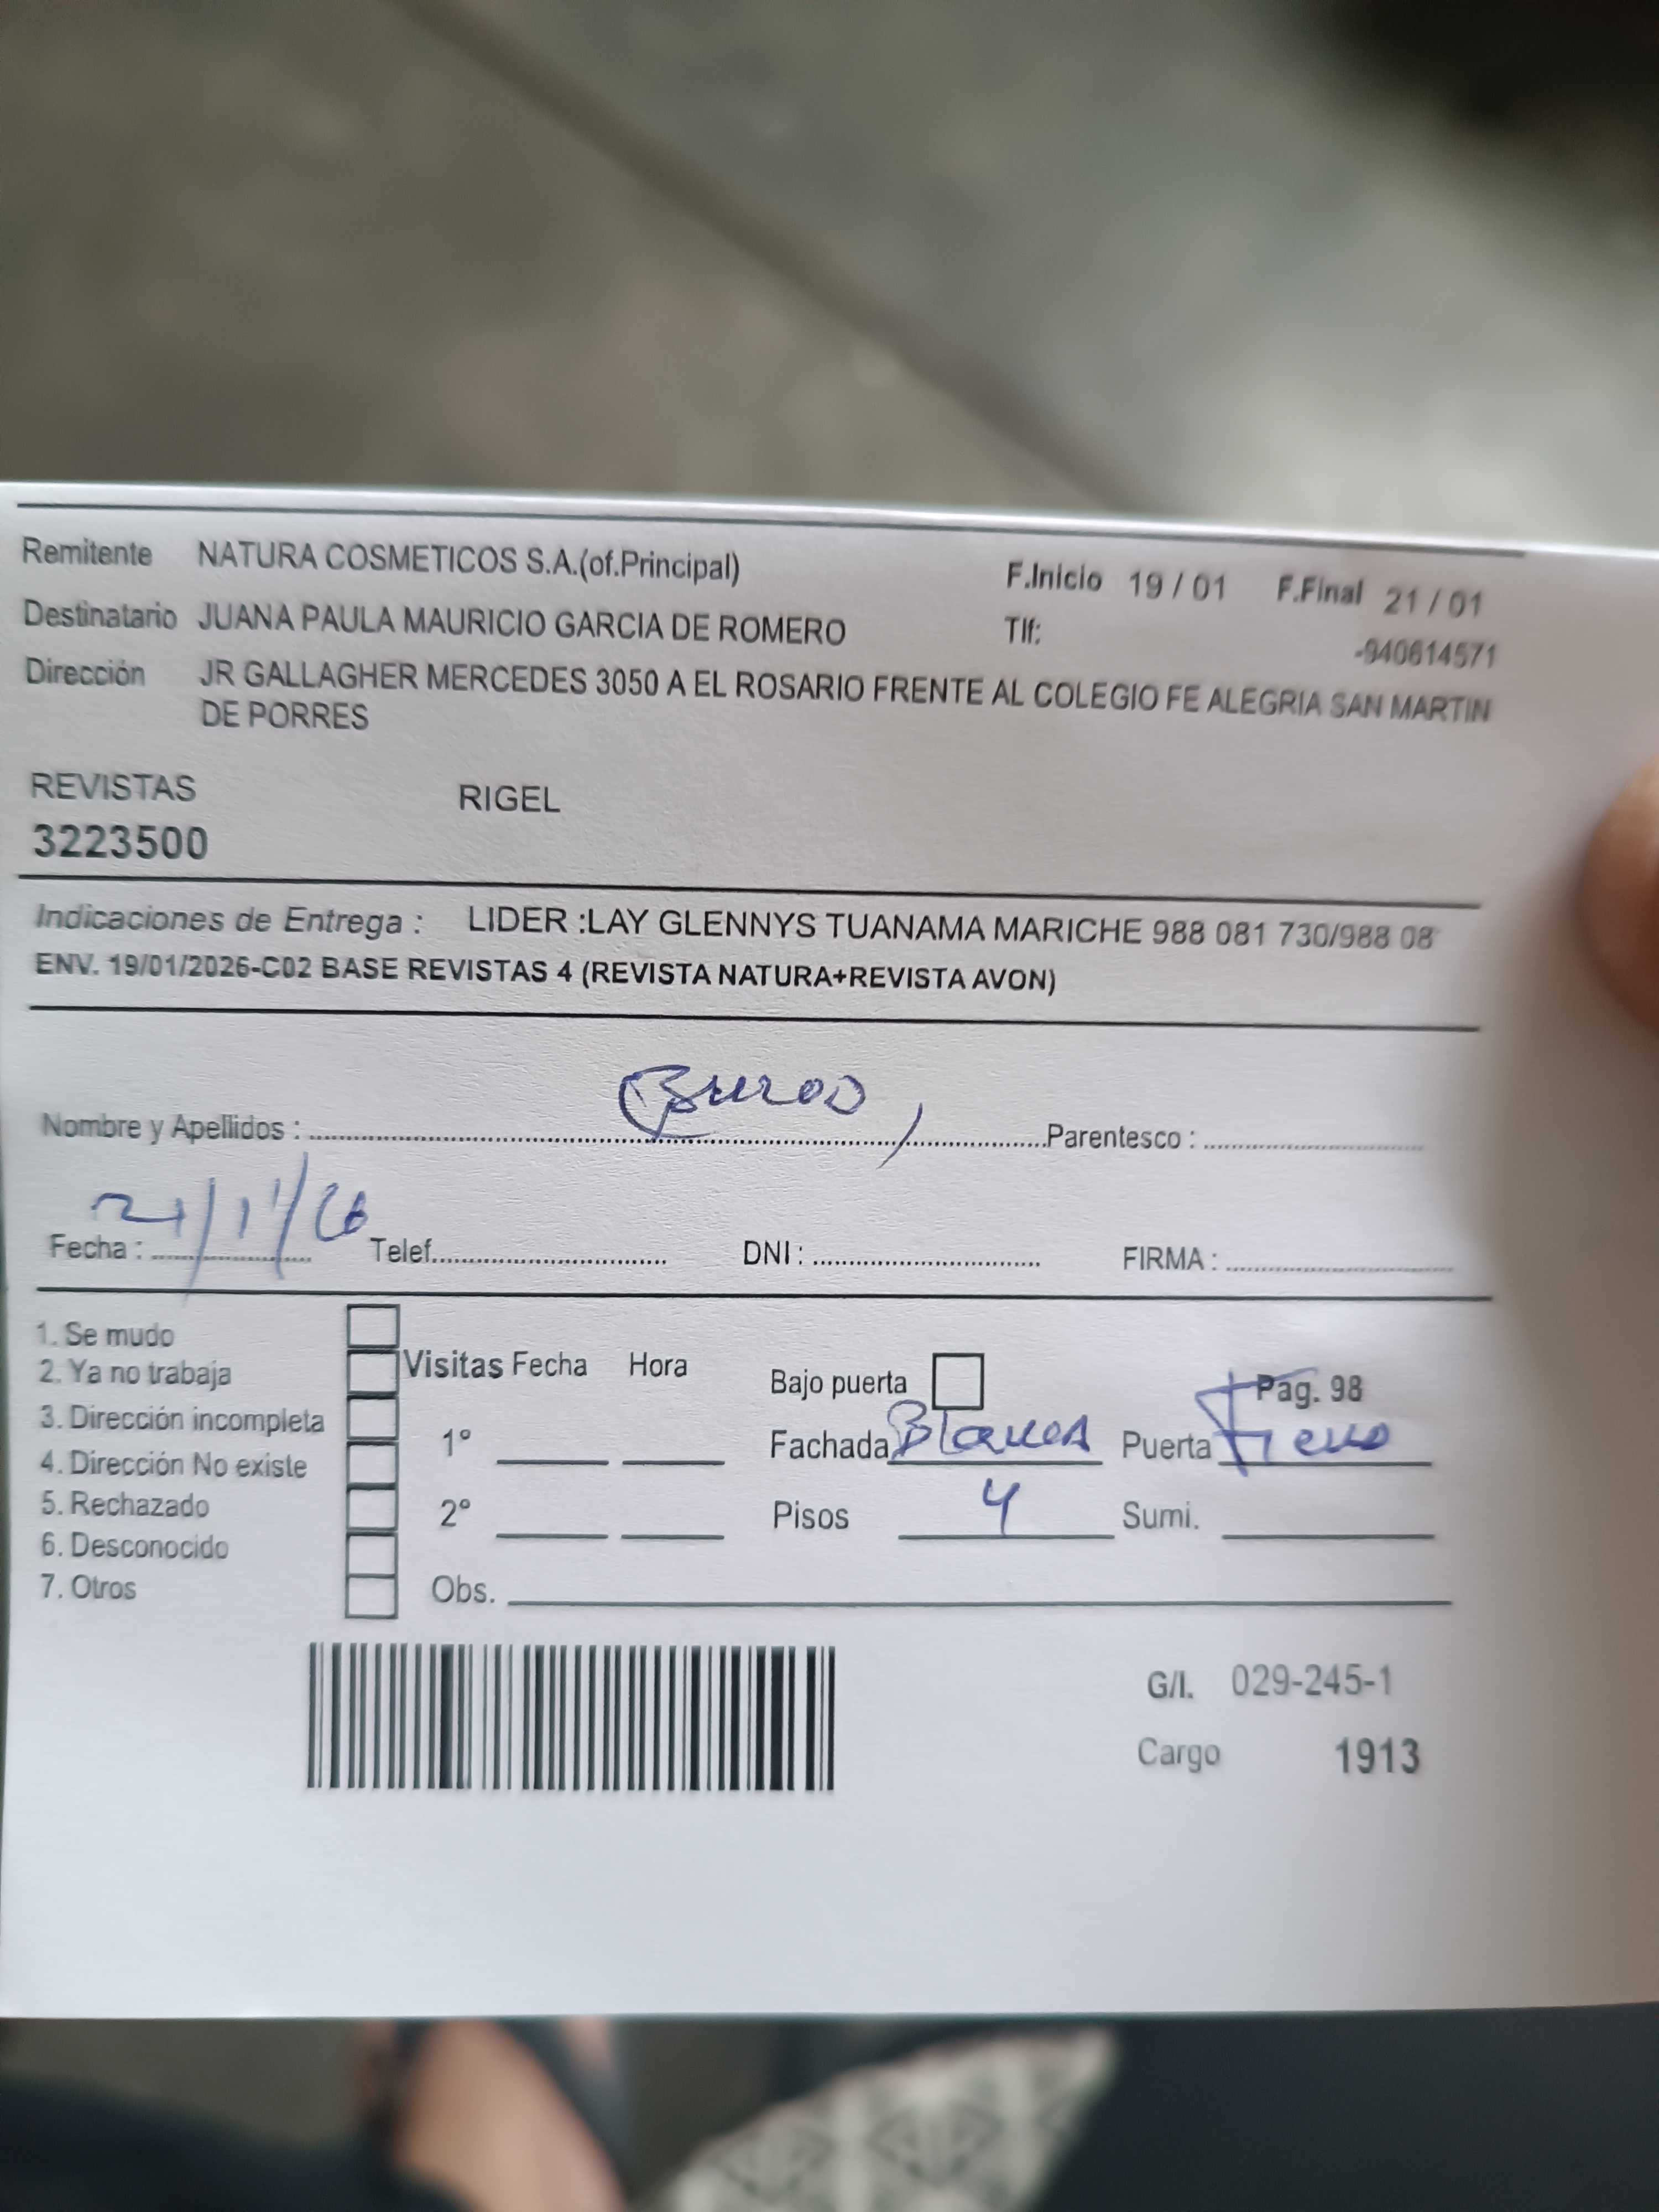 Remitente NATURA COSMETICOS S.A.(of.Principal) F.Inicio 19 / 01 F.Final 21 / 01
Destinatario JUANA PAULA MAURICIO GARCIA DE ROMERO Tlf: -940614571
Dirección JR GALLAGHER MERCEDES 3050 A EL ROSARIO FRENTE AL COLEGIO FE ALEGRIA SAN MARTIN
DE PORRES
REVISTAS RIGEL
3223500
Indicaciones de Entrega : LIDER :LAY GLENNYS TUANAMA MARICHE 988 081 730/988 08
ENV. 19/01/2026-C02 BASE REVISTAS 4 (REVISTA NATURA+REVISTA AVON)
Nombre y Apellidos : Parentesco :
Fecha : 21/1/26 Telef. DNI : FIRMA :
1. Se mudo
2. Ya no trabaja Visitas Fecha Hora Bajo puerta Pag. 98
3. Dirección incompleta 1° Fachada Blanca Puerta Fierro
4. Dirección No existe
5. Rechazado 2° Pisos 4 Sumi.
6. Desconocido
7. Otros Obs.
G/I. 029-245-1
Cargo 1913